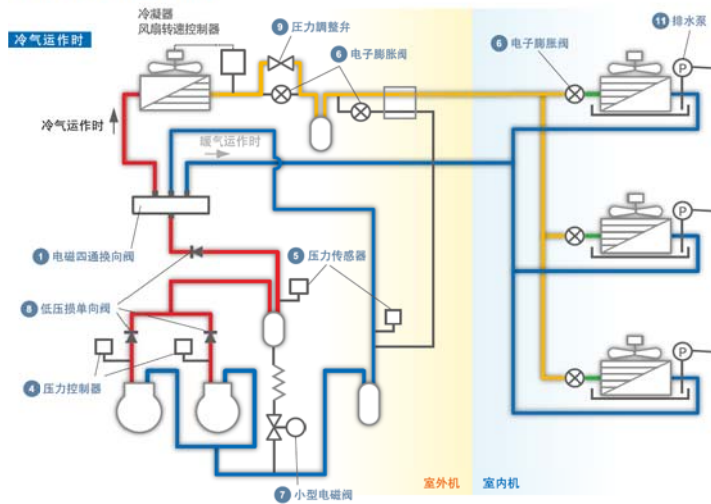 冷凝器
风扇转速控制器
⑨ 压力調整弁
⑥ 电子膨胀阀
⑥ 电子膨胀阀
⑪ 排水泵
冷气运作时
P
冷气运作时
暖气运作时
① 电磁四通换向阀
⑤ 压力传感器
P
⑧ 低压损单向阀
④ 压力控制器
P
⑦ 小型电磁阀
室外机
室内机